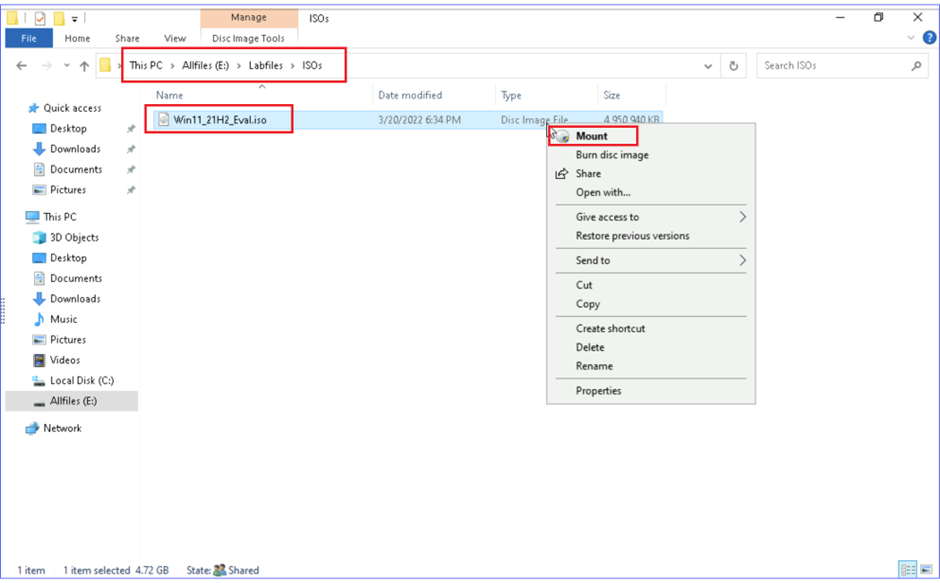 Manage ISOs
File Home Share View Disc Image Tools
This PC > Allfiles (E:) > Labfiles > ISOs
Search ISOs
Name Date modified Type Size
Win11_21H2_Eval.iso 3/20/2022 6:34 PM Disc Image File 4,950,940 KB
Quick access
Desktop
Downloads
Documents
Pictures
This PC
3D Objects
Desktop
Documents
Downloads
Music
Pictures
Videos
Local Disk (C:)
Allfiles (E:)
Network
Mount
Burn disc image
Share
Open with...
Give access to
Restore previous versions
Send to
Cut
Copy
Create shortcut
Delete
Rename
Properties
1 item 1 item selected 4.72 GB State: Shared